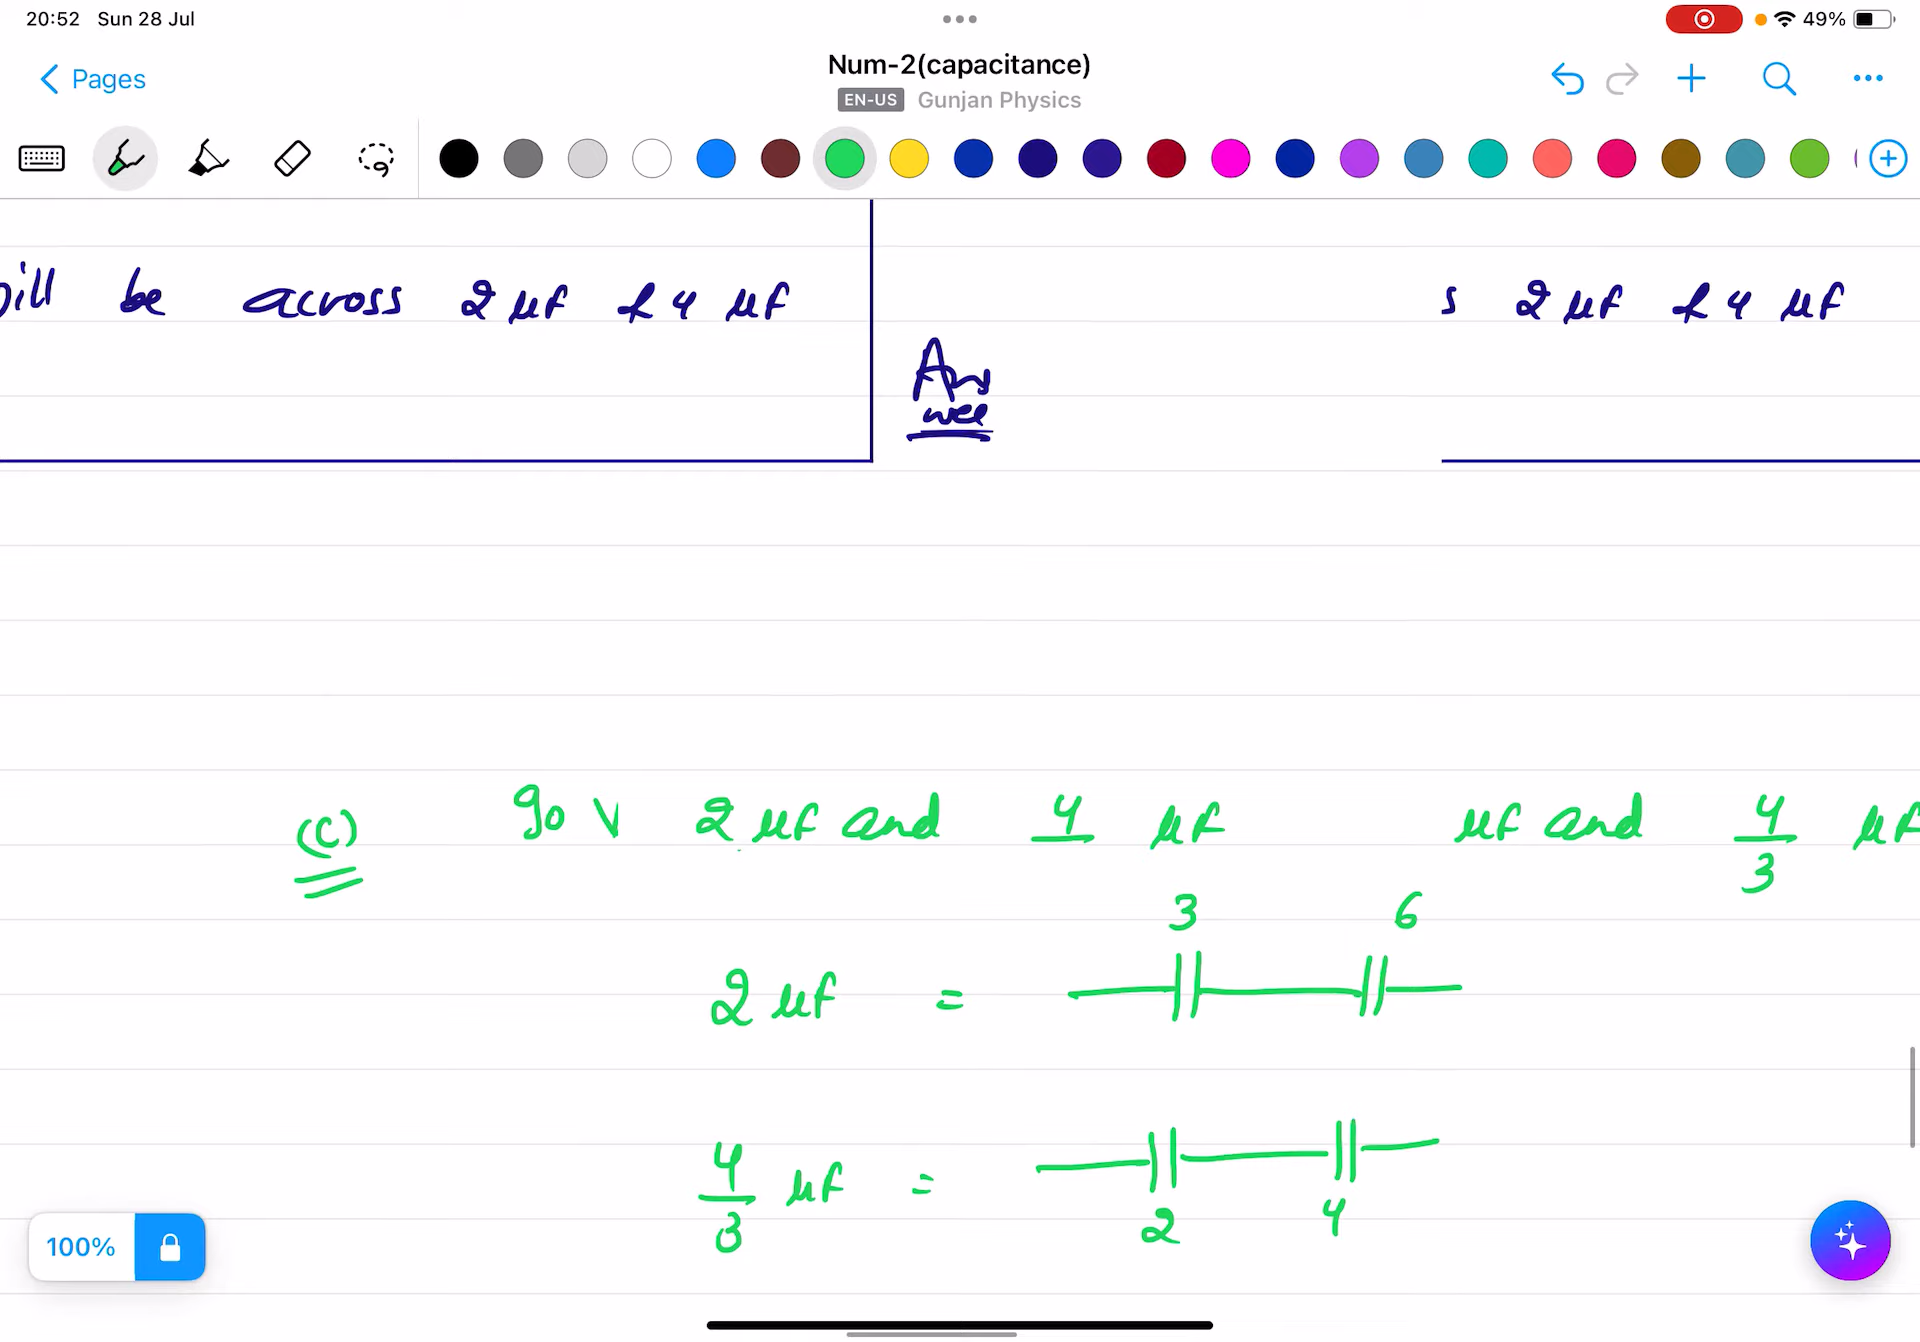 20:52 Sun 28 Jul
49%
Pages
Num-2(capacitance)
EN-US Gunjan Physics
ill be across 2 μf & 4 μf
s 2 μf & 4 μf
Ans
(C) 90 V 2 μf and 4 μf
μf and 4/3 μf
3 6
2 μf =
4/3 μf =
2 4
100%